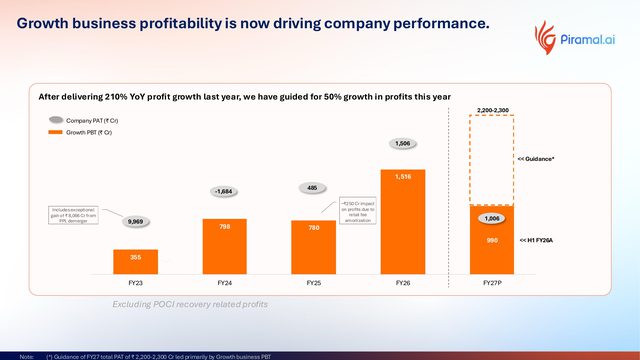 Growth business profitability is now driving company performance.
Piramal.ai
After delivering 210% YoY profit growth last year, we have guided for 50% growth in profits this year
2,200-2,300
Company PAT (₹ Cr)
Growth PBT (₹ Cr)
1,506
<< Guidance*
1,516
-1,684
485
Includes exceptional
gain of ₹ 8,066 Cr from
PPL demerger
~₹250 Cr impact
on profits due to
retail fee
amortization
9,969
1,006
798
780
990
<< H1 FY26A
355
FY23
FY24
FY25
FY26
FY27P
Excluding POCI recovery related profits
Note: (*) Guidance of FY27 total PAT of ₹ 2,200-2,300 Cr led primarily by Growth business PBT